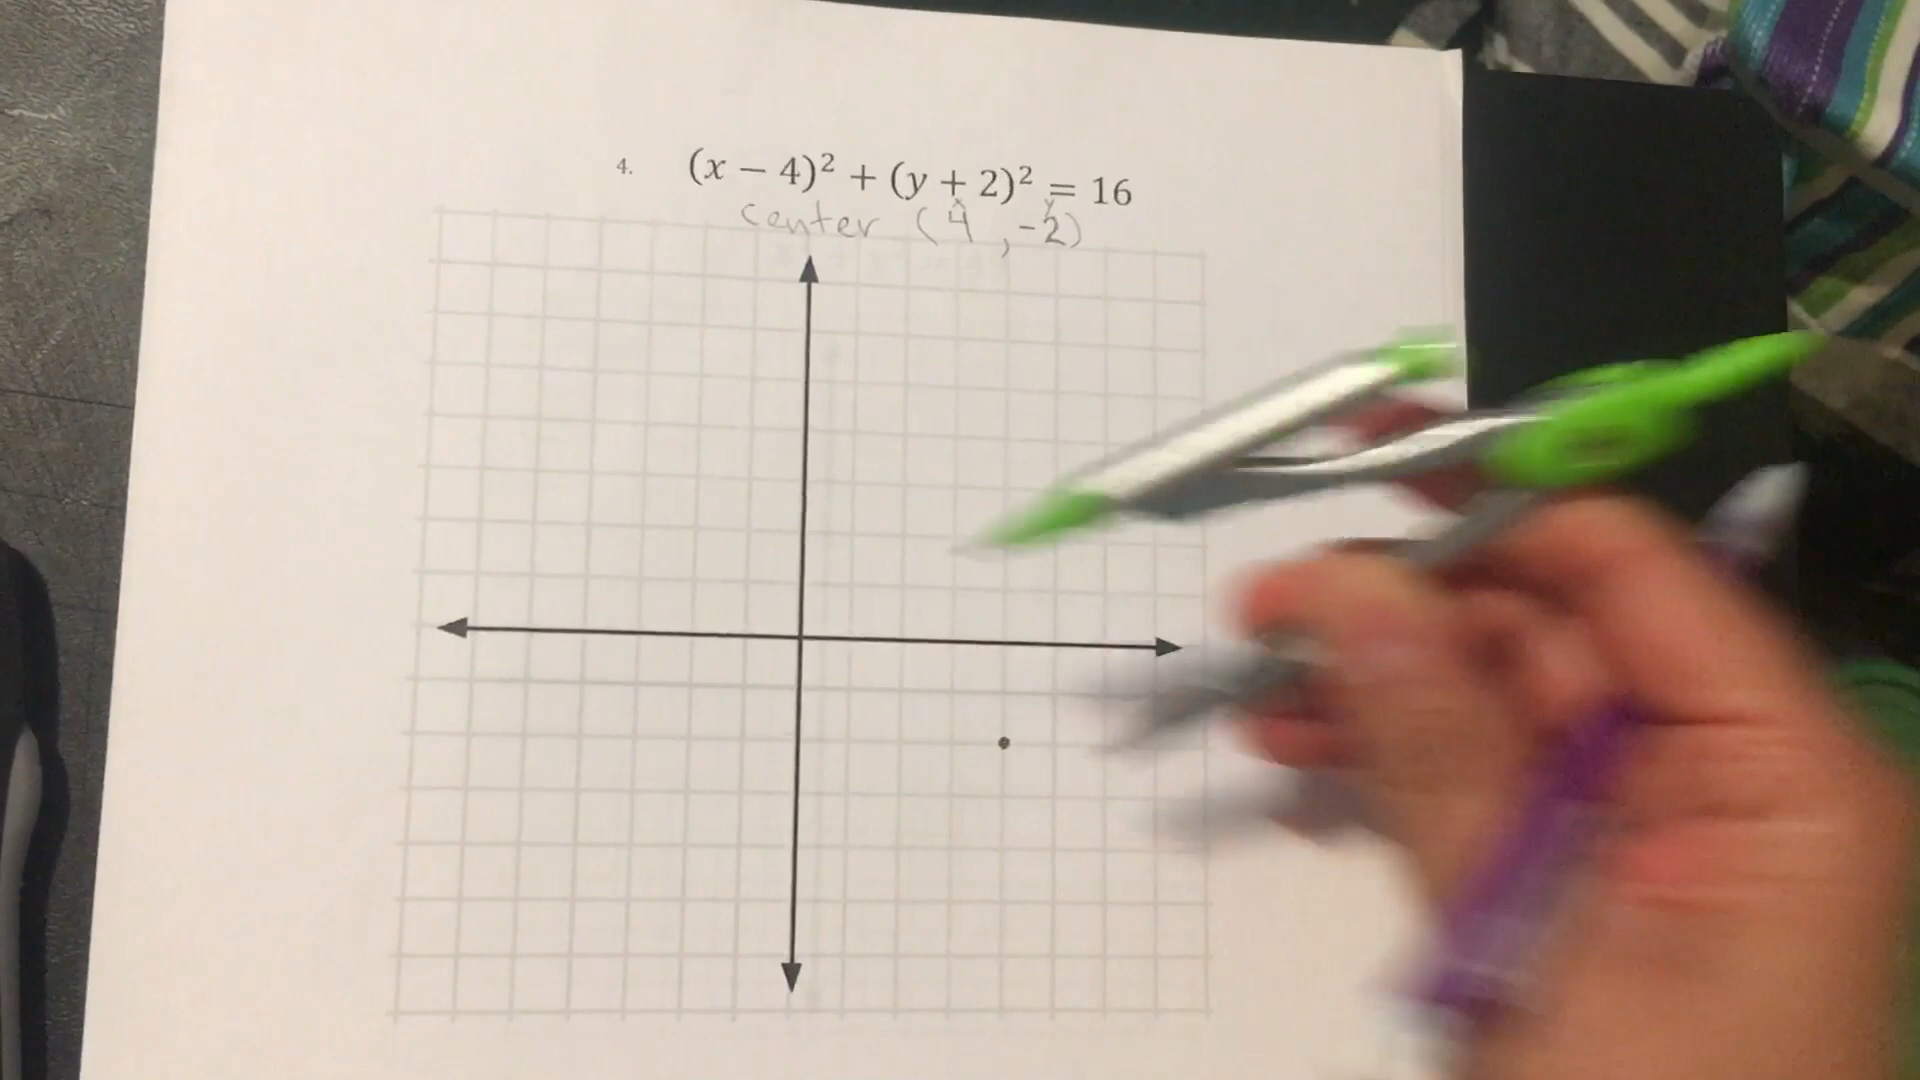 4. (x − 4)² + (y + 2)² = 16
center (4, -2)
x y